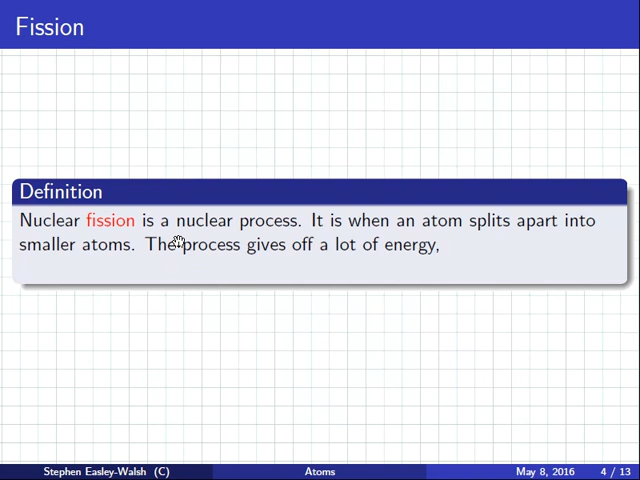 Fission
Definition
Nuclear fission is a nuclear process. It is when an atom splits apart into
smaller atoms. The process gives off a lot of energy,
Stephen Easley-Walsh (C) Atoms May 8, 2016 4 / 13